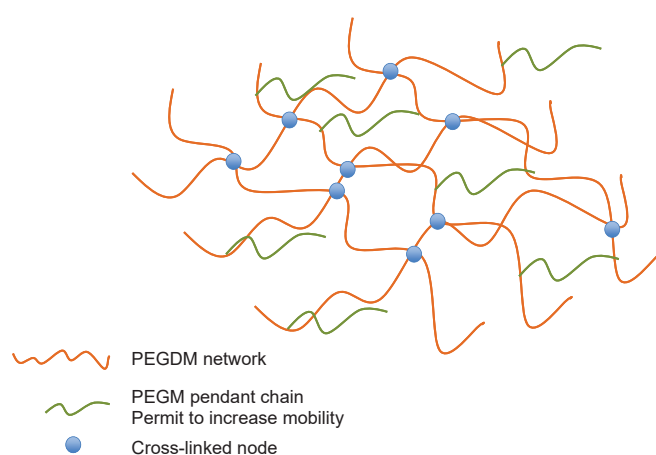 PEGDM network
PEGM pendant chain
Permit to increase mobility
Cross-linked node